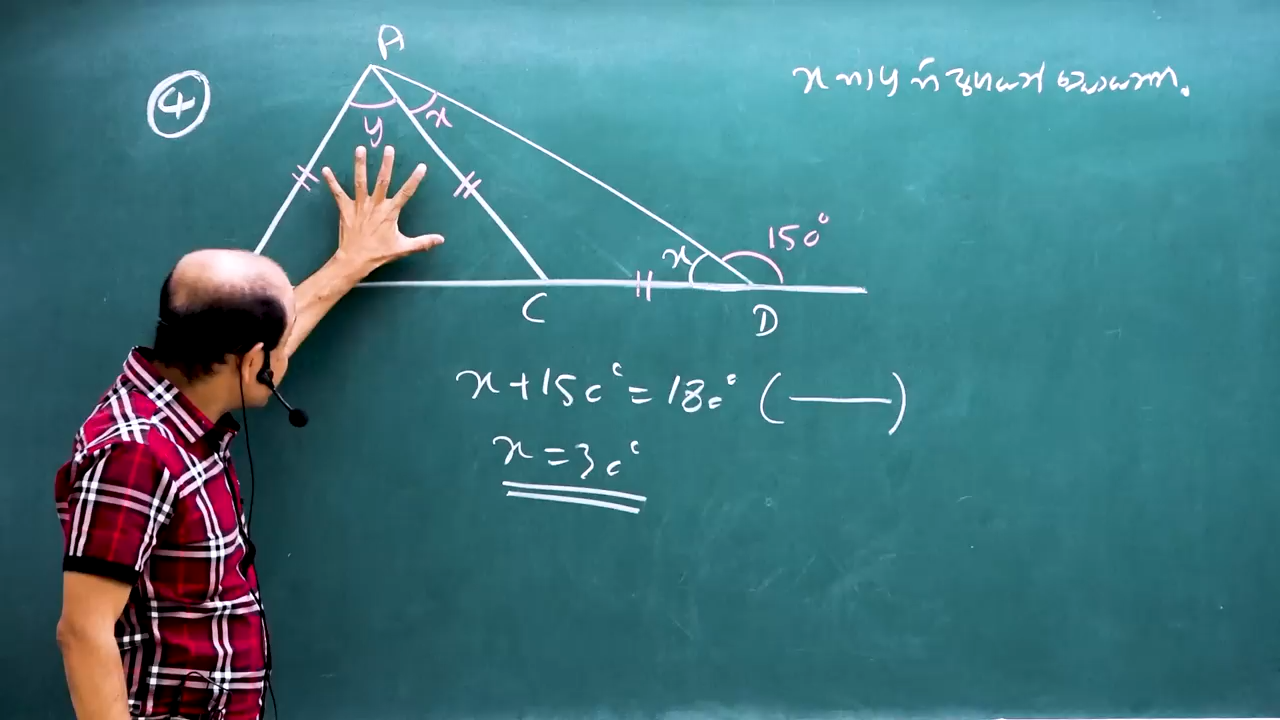 4
A
y x
x 150°
C D
x හා y හි අගයන් සොයන්න.
x + 150° = 180° ( — )
x = 30°